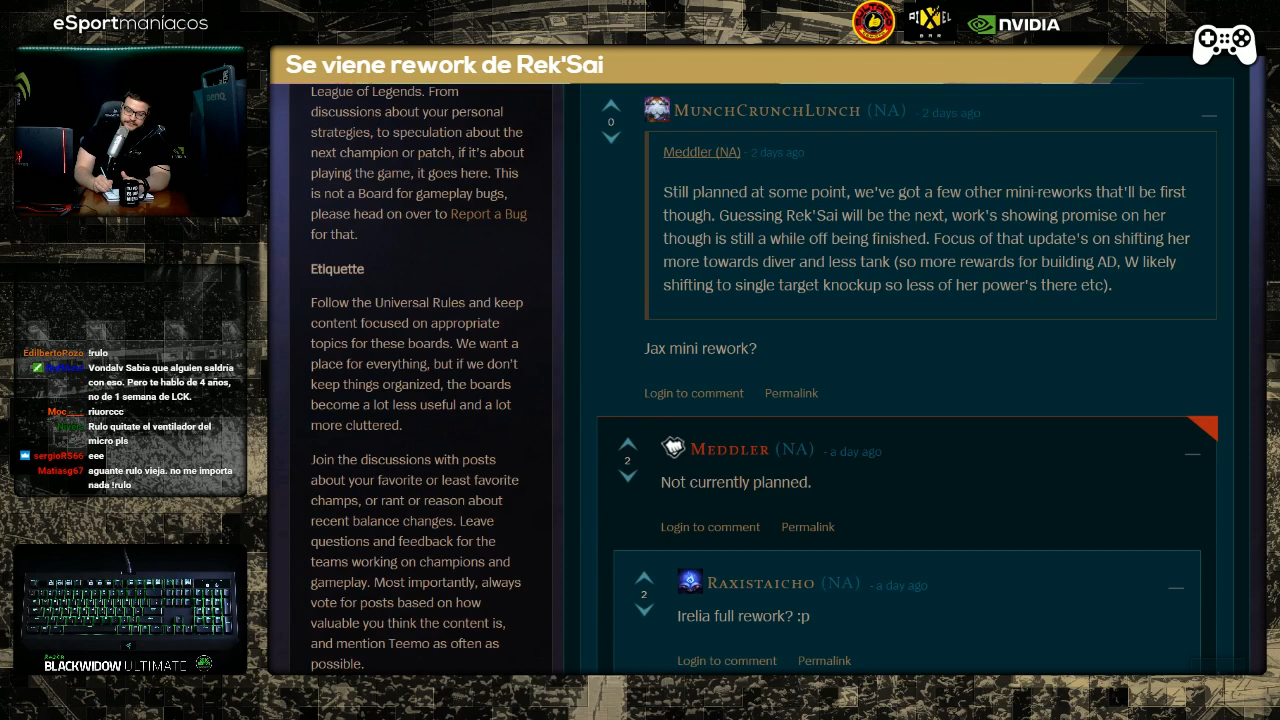 eSportmaníacos
PIXEL
BAR
NVIDIA
Se viene rework de Rek'Sai
League of Legends. From
discussions about your personal
strategies, to speculation about the
next champion or patch, if it's about
playing the game, it goes here. This
is not a Board for gameplay bugs,
please head on over to Report a Bug
for that.
Etiquette
Follow the Universal Rules and keep
content focused on appropriate
topics for these boards. We want a
place for everything, but if we don't
keep things organized, the boards
become a lot less useful and a lot
more cluttered.
Join the discussions with posts
about your favorite or least favorite
champs, or rant or reason about
recent balance changes. Leave
questions and feedback for the
teams working on champions and
gameplay. Most importantly, always
vote for posts based on how
valuable you think the content is,
and mention Teemo as often as
possible.
0
MunchCrunchLunch (NA) - 2 days ago
Meddler (NA) - 2 days ago
Still planned at some point, we've got a few other mini-reworks that'll be first
though. Guessing Rek'Sai will be the next, work's showing promise on her
though is still a while off being finished. Focus of that update's on shifting her
more towards diver and less tank (so more rewards for building AD, W likely
shifting to single target knockup so less of her power's there etc).
Jax mini rework?
Login to comment Permalink
2
Meddler (NA) - a day ago
Not currently planned.
Login to comment Permalink
2
Raxistaicho (NA) - a day ago
Irelia full rework? :p
Login to comment Permalink
EdilbertoPozo !rulo
Vondalv Sabía que alguien saldria
con eso. Pero te hablo de 4 años,
no de 1 semana de LCK.
riuorccc
Rulo quitate el ventilador del
micro pls
sergioRS66 eee
Matiasg67 aguante rulo vieja. no me importa
nada !rulo
RAZER
BLACKWIDOW ULTIMATE